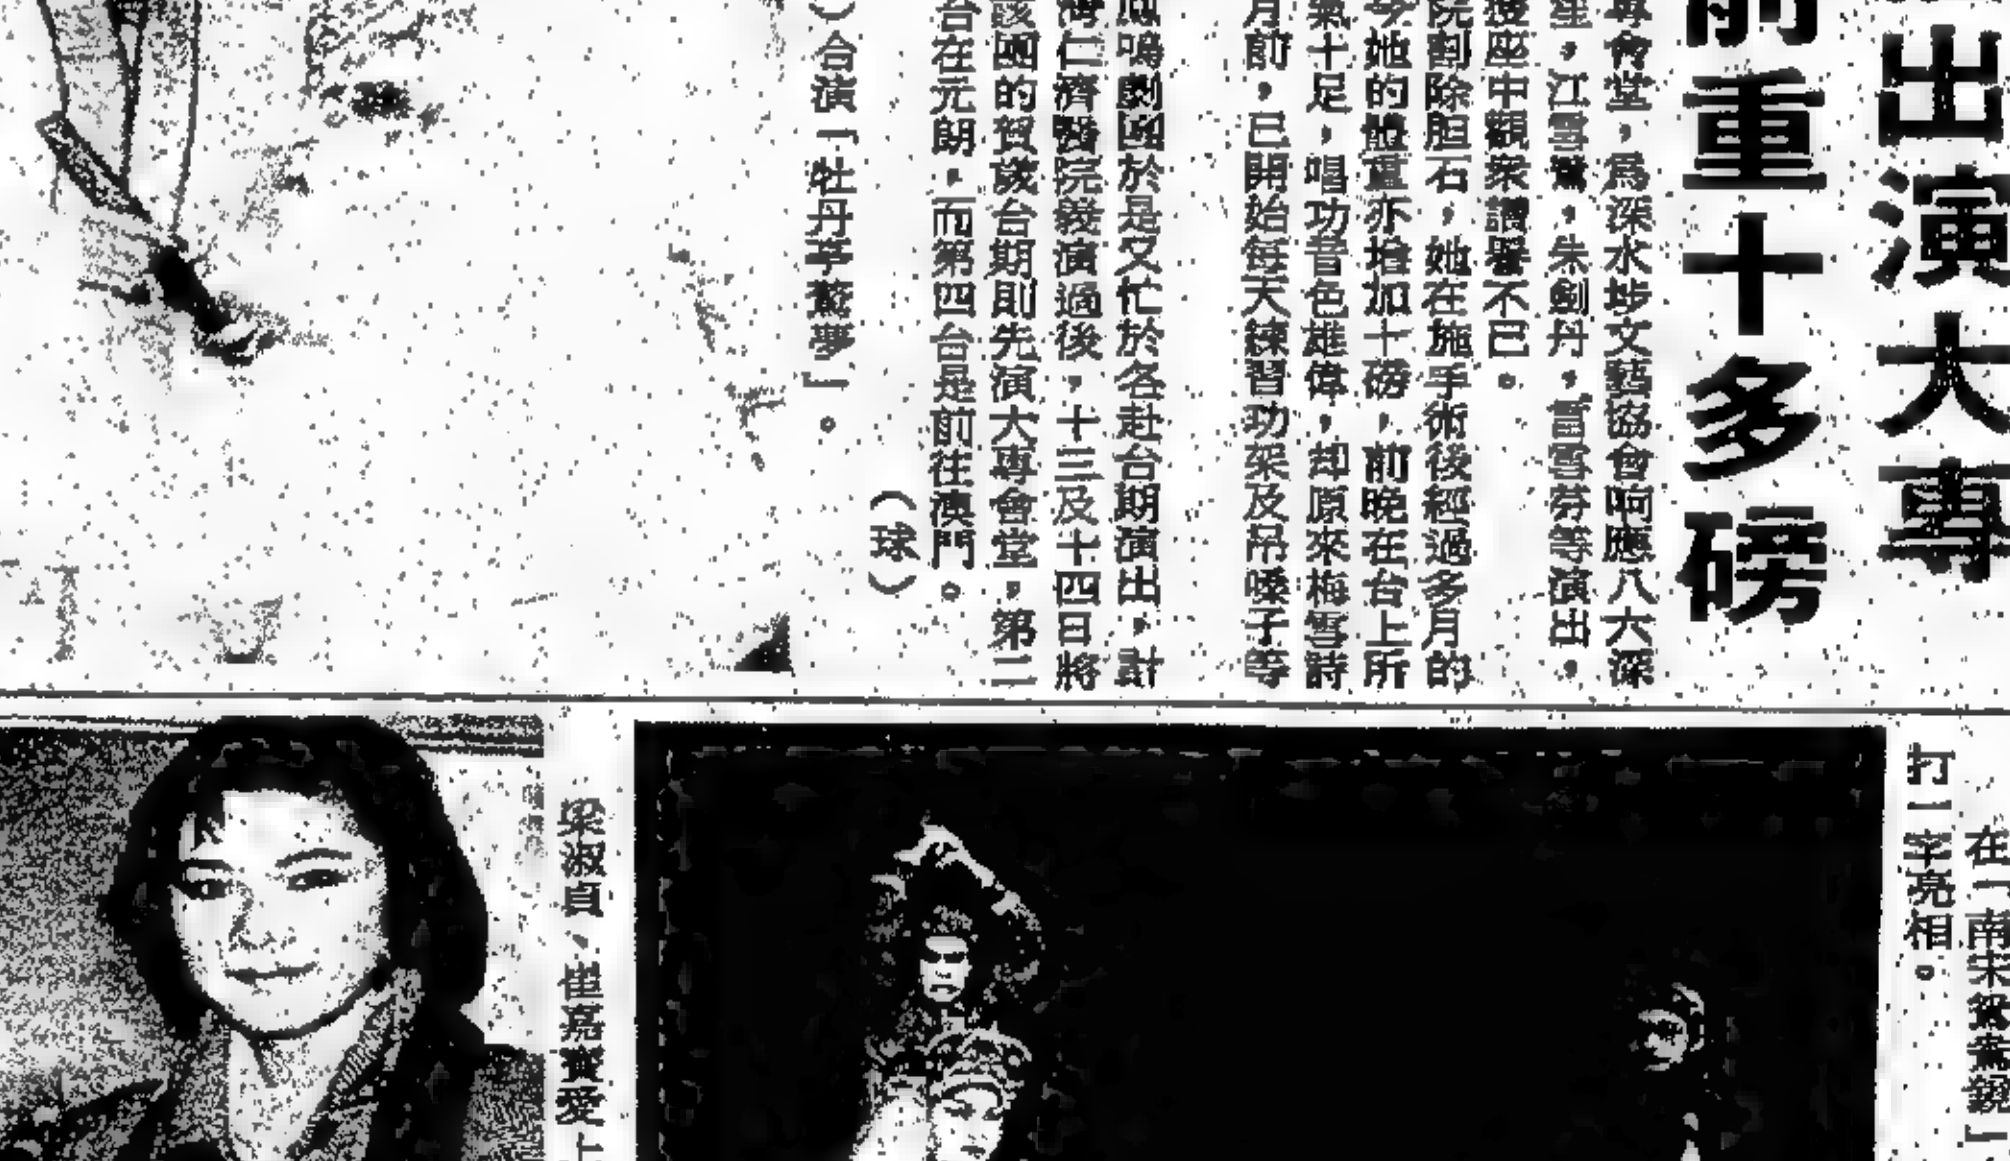 出演大專
前重十多磅
專會堂，為深水埗文藝協會响應八六深
江雪鷺，朱劍丹，雪芬等演出，
座中觀衆讚譽不已。
院割除胆石，她在施手術後經過多月的
今她的體重亦增加十磅，前晚在台上所
氣十足，唱功音色雄偉，却原來梅雪詩
月前，已開始每天練習功架及吊嗓子等
鳳鳴劇團於是又忙於各赴台期演出，計
灣仁濟醫院義演過後，十三及十四日將
該團的賀歲台期則先演大專會堂，第二
台在元朗，而第四台是前往澳門。
（球）
）合演「牡丹亭驚夢」。
在「南宋鴛鴦鏡」
打一字亮相。
梁淑貞、崔嘉寶愛上